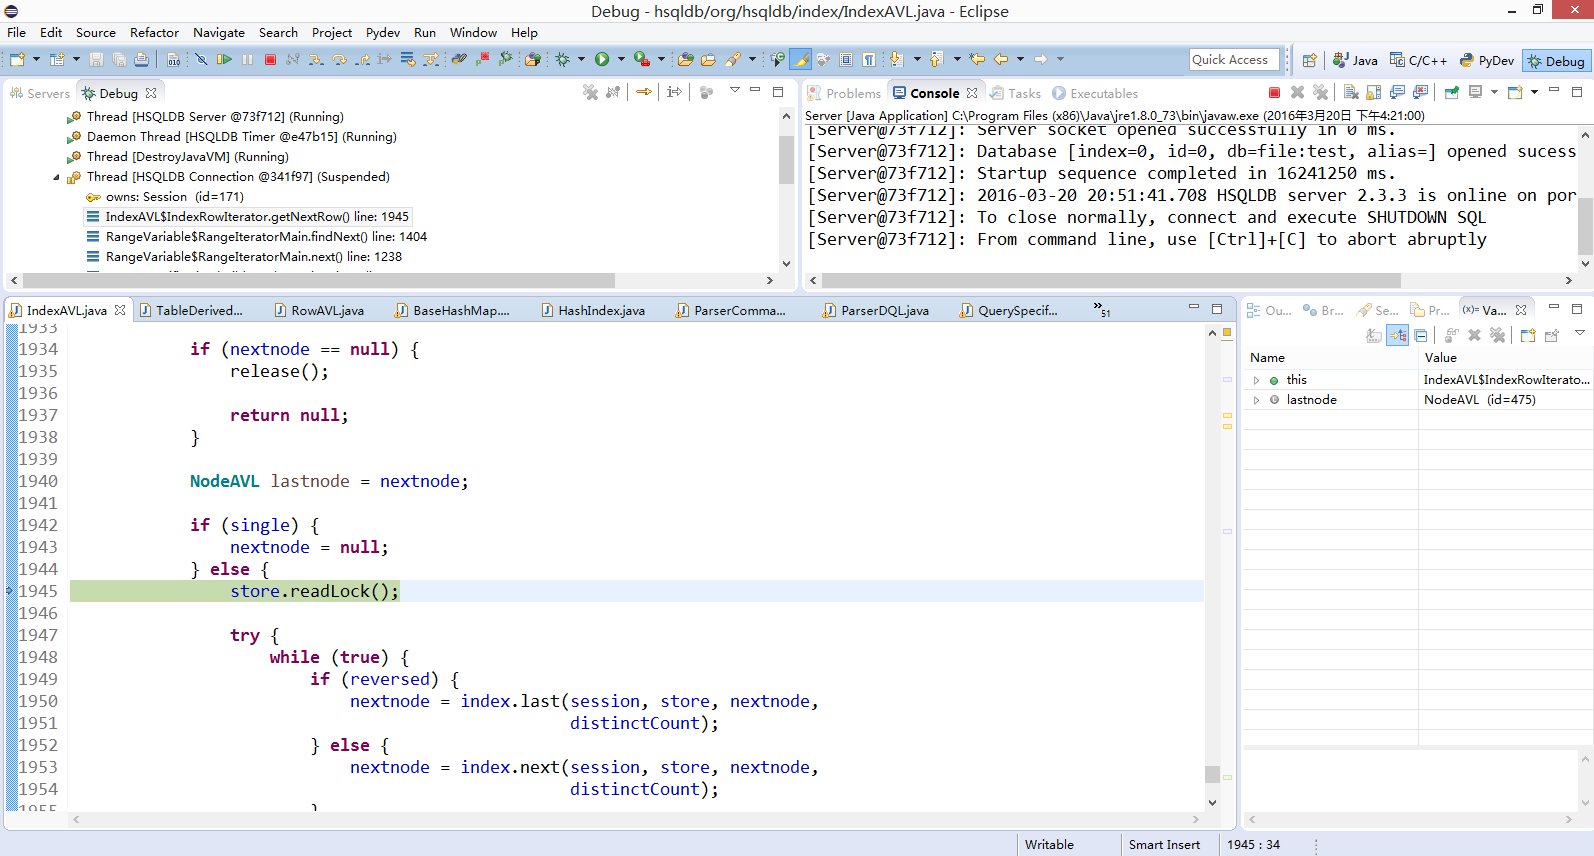 Debug - hsqldb/org/hsqldb/index/IndexAVL.java - Eclipse
File Edit Source Refactor Navigate Search Project Pydev Run Window Help
Quick Access Java C/C++ PyDev Debug
Servers Debug
Thread [HSQLDB Server @73f712] (Running)
Daemon Thread [HSQLDB Timer @e47b15] (Running)
Thread [DestroyJavaVM] (Running)
Thread [HSQLDB Connection @341f97] (Suspended)
owns: Session (id=171)
IndexAVL$IndexRowIterator.getNextRow() line: 1945
RangeVariable$RangeIteratorMain.findNext() line: 1404
RangeVariable$RangeIteratorMain.next() line: 1238
Problems Console Tasks Executables
Server [Java Application] C:\Program Files (x86)\Java\jre1.8.0_73\bin\javaw.exe (2016年3月20日 下午4:21:00)
[Server@73f712]: Server socket opened successfully in 0 ms.
[Server@73f712]: Database [index=0, id=0, db=file:test, alias=] opened sucess
[Server@73f712]: Startup sequence completed in 16241250 ms.
[Server@73f712]: 2016-03-20 20:51:41.708 HSQLDB server 2.3.3 is online on por
[Server@73f712]: To close normally, connect and execute SHUTDOWN SQL
[Server@73f712]: From command line, use [Ctrl]+[C] to abort abruptly
IndexAVL.java TableDerived... RowAVL.java BaseHashMap.... HashIndex.java ParserComma... ParserDQL.java QuerySpecif... »51
1933
1934 if (nextnode == null) {
1935 release();
1936
1937 return null;
1938 }
1939
1940 NodeAVL lastnode = nextnode;
1941
1942 if (single) {
1943 nextnode = null;
1944 } else {
1945 store.readLock();
1946
1947 try {
1948 while (true) {
1949 if (reversed) {
1950 nextnode = index.last(session, store, nextnode,
1951 distinctCount);
1952 } else {
1953 nextnode = index.next(session, store, nextnode,
1954 distinctCount);
1955 }
Ou... Br... Se... Pr... (x)= Va...
Name Value
this IndexAVL$IndexRowIterato...
lastnode NodeAVL (id=475)
Writable Smart Insert 1945 : 34